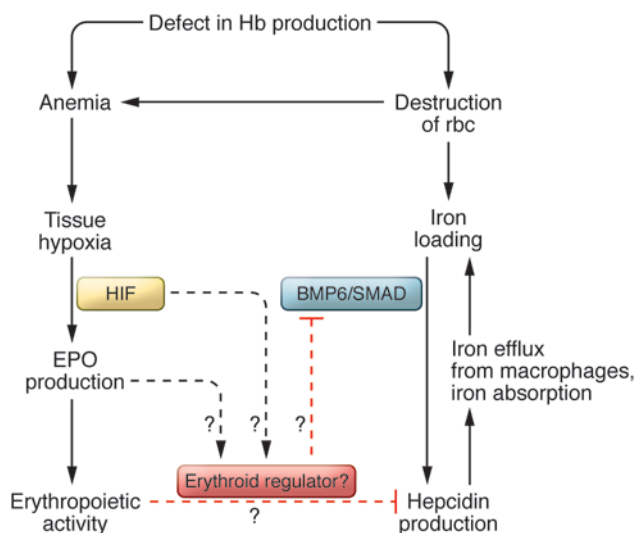 Defect in Hb production
Anemia
Destruction
of rbc
Tissue
hypoxia
Iron
loading
HIF
BMP6/SMAD
EPO
production
Iron efflux
from macrophages,
iron absorption
?
?
?
Erythroid regulator?
Erythropoietic
activity
?
Hepcidin
production